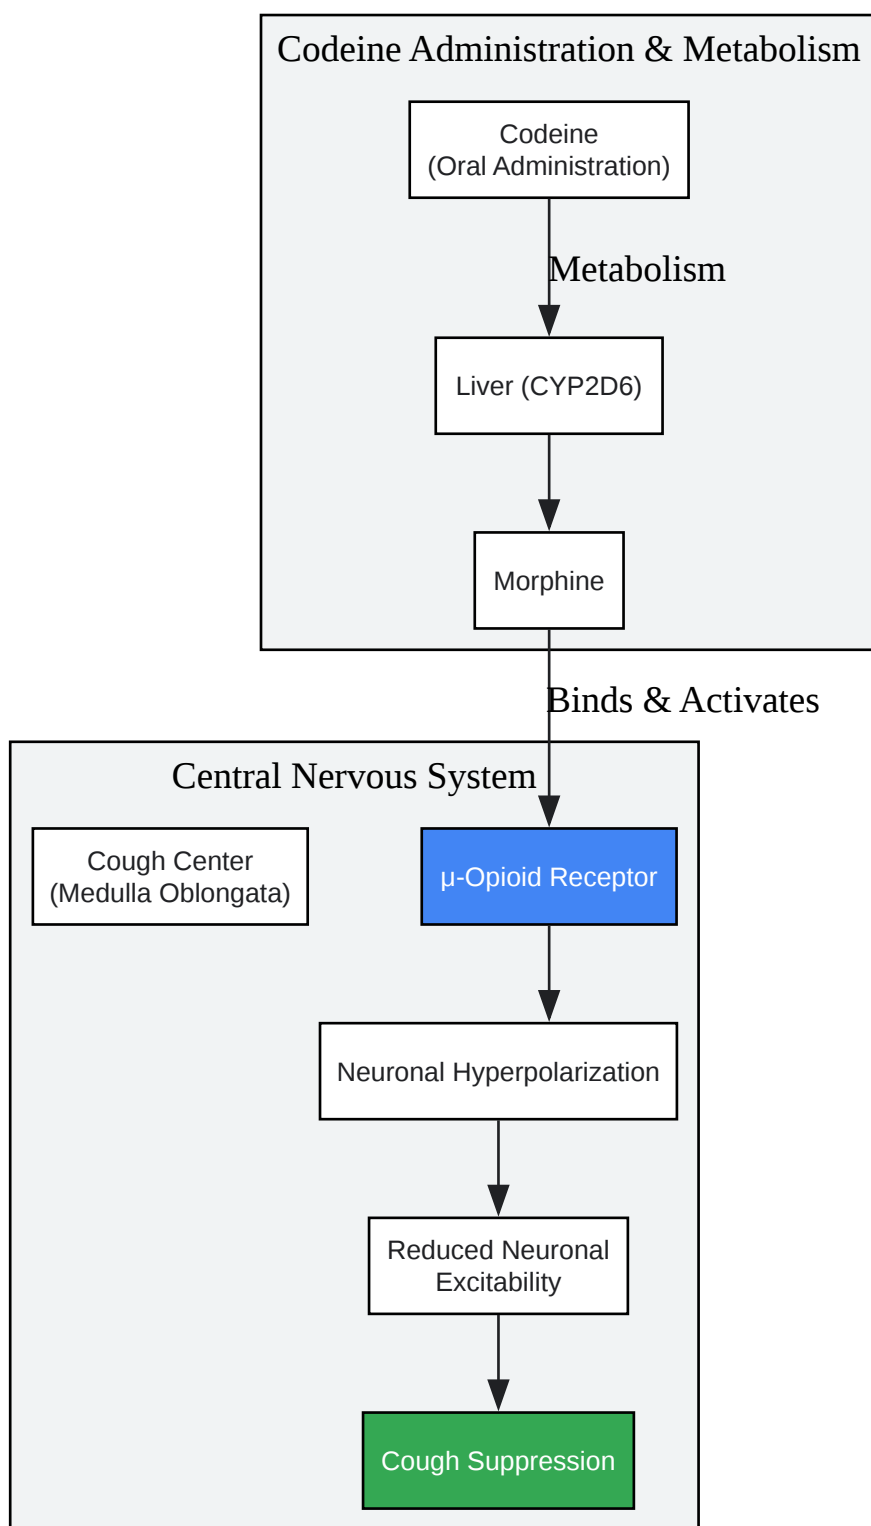 Codeine Administration & Metabolism
Codeine
(Oral Administration)
Metabolism
Liver (CYP2D6)
Morphine
Binds & Activates
Central Nervous System
Cough Center
(Medulla Oblongata)
μ-Opioid Receptor
Neuronal Hyperpolarization
Reduced Neuronal
Excitability
Cough Suppression